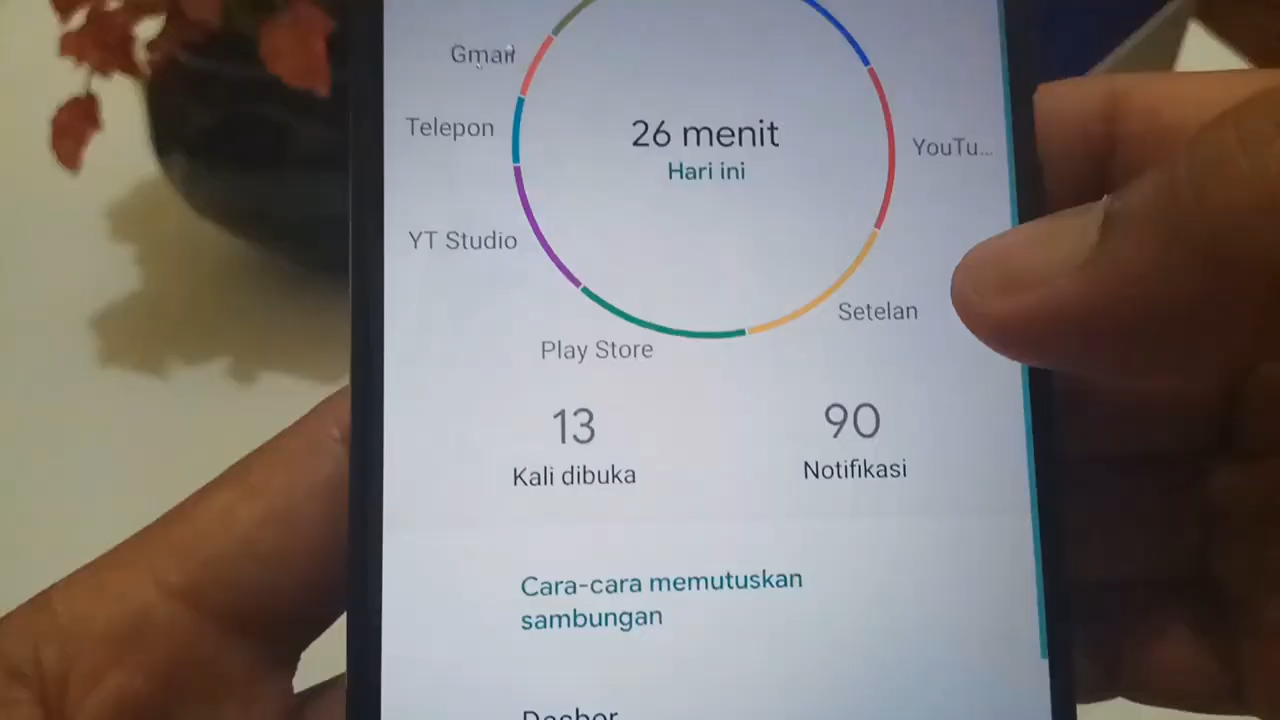 Gmail
Telepon
26 menit
Hari ini
YouTu...
YT Studio
Setelan
Play Store
13
90
Kali dibuka
Notifikasi
Cara-cara memutuskan
sambungan